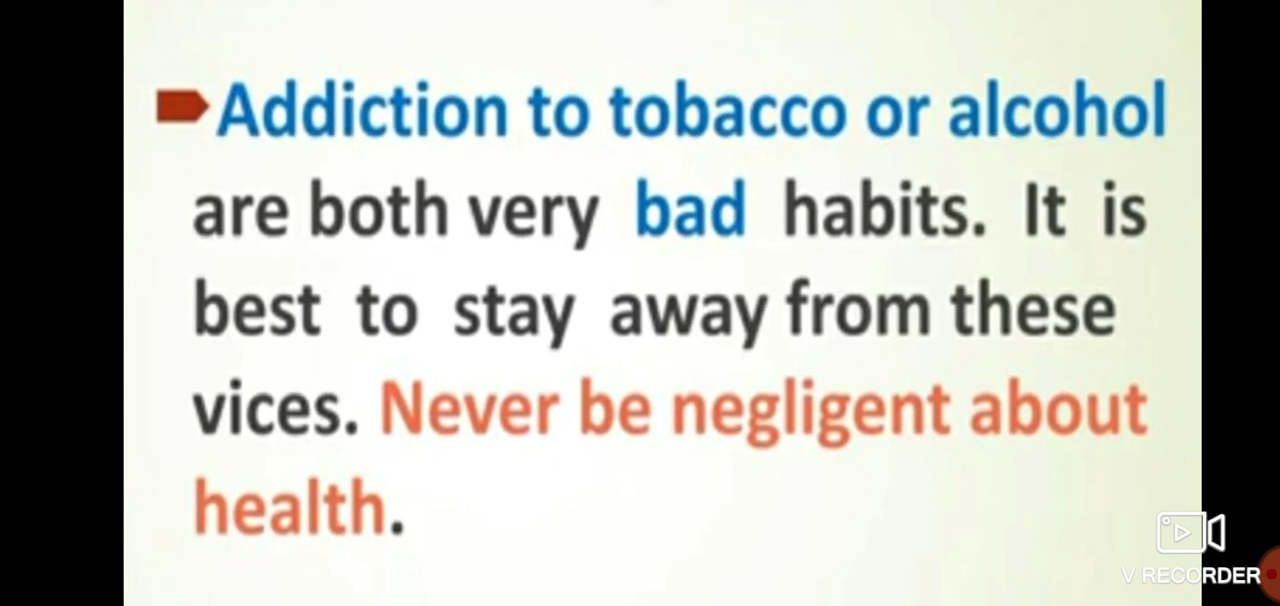 Addiction to tobacco or alcohol
are both very bad habits. It is
best to stay away from these
vices. Never be negligent about
health.
V RECORDER